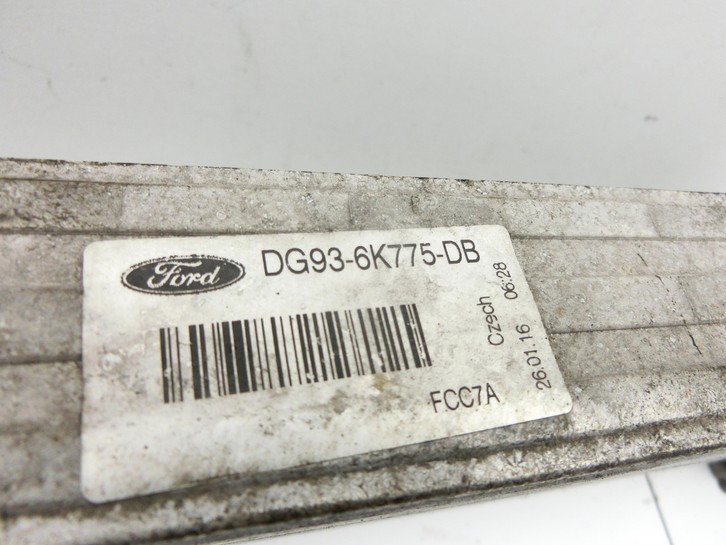 Ford
DG93-6K775-DB
FCC7A
Czech
26.01.16 06:28